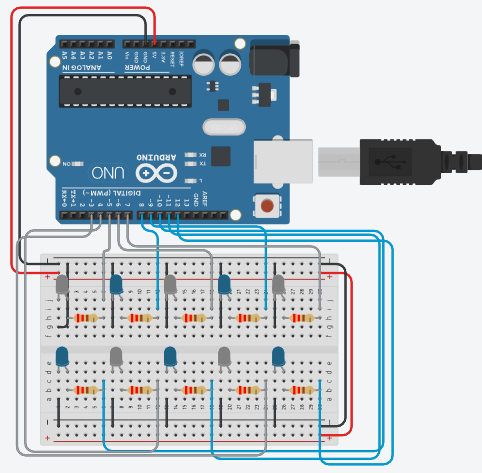 A5 A4 A3 A2 A1 A0 Vin GND GND 5V 3.3V RESET IOREF
ANALOG IN POWER
RX
TX
ON
UNO
ARDUINO
L
DIGITAL (PWM ~)
RX←0 TX→1 2 ~3 4 ~5 ~6 7 8 ~9 ~10 ~11 12 13 GND AREF
j
i
h
g
f
e
d
c
b
a